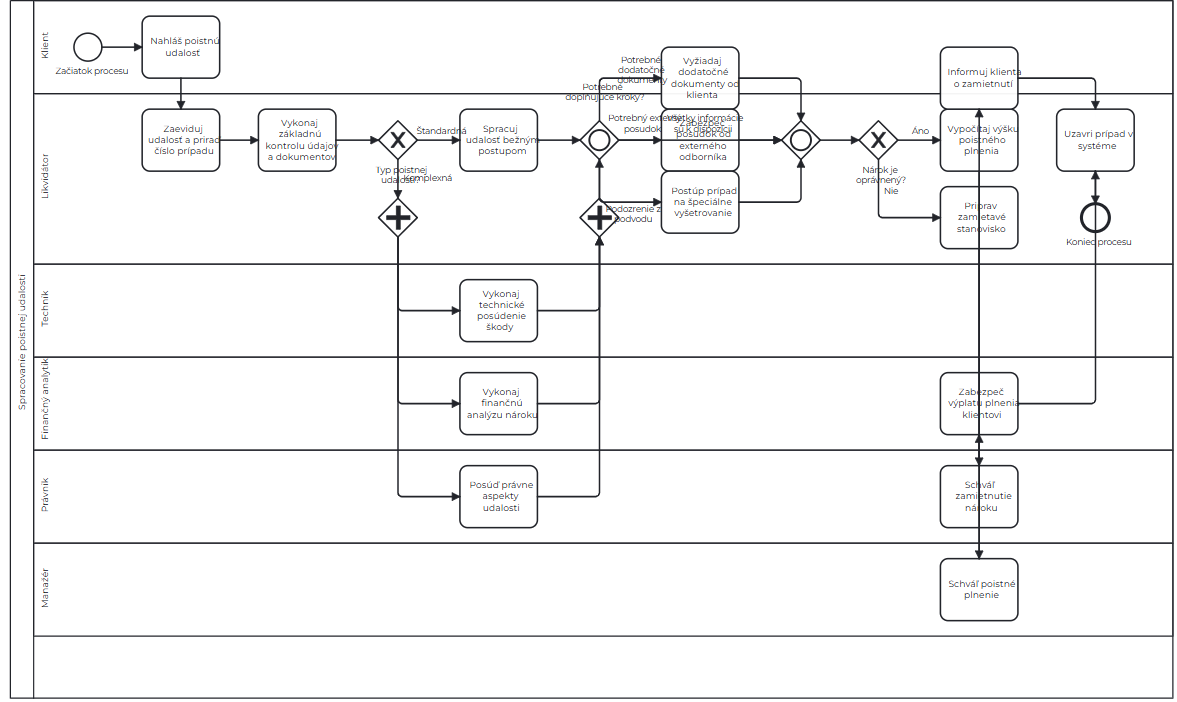 Spracovanie poistnej udalosti
Klient
Začiatok procesu
Nahlás poistnú
udalosť
Potrebné
dodatočné
dokumenty
Potrebné
doplňujúce kroky?
Vyžiadaj
dodatočné
dokumenty od
klienta
Informuj klienta
o zamietnutí
Likvidátor
Zaeviduj
udalosť a priraď
číslo prípadu
Vykonaj
základnú
kontrolu údajov
a dokumentov
Štandardná
Typ poistnej
udalosti?
Komplexná
Spracuj
udalosť bežným
postupom
Potrebný externý
posudok
Všetky informácie
sú k dispozícii
Zabezpeč
posudok od
externého
odborníka
Podozrenie z
podvodu
Postúp prípad
na špeciálne
vyšetrovanie
Áno
Nárok je
oprávnený?
Nie
Vypočítaj výšku
poistného
plnenia
Priprav
zamietavé
stanovisko
Uzavri prípad v
systéme
Koniec procesu
Technik
Vykonaj
technické
posúdenie
škody
Finančný analytik
Vykonaj
finančnú
analýzu nároku
Zabezpeč
výplatu plnenia
klientovi
Právnik
Posúď právne
aspekty
udalosti
Schváľ
zamietnutie
nároku
Manažér
Schváľ poistné
plnenie